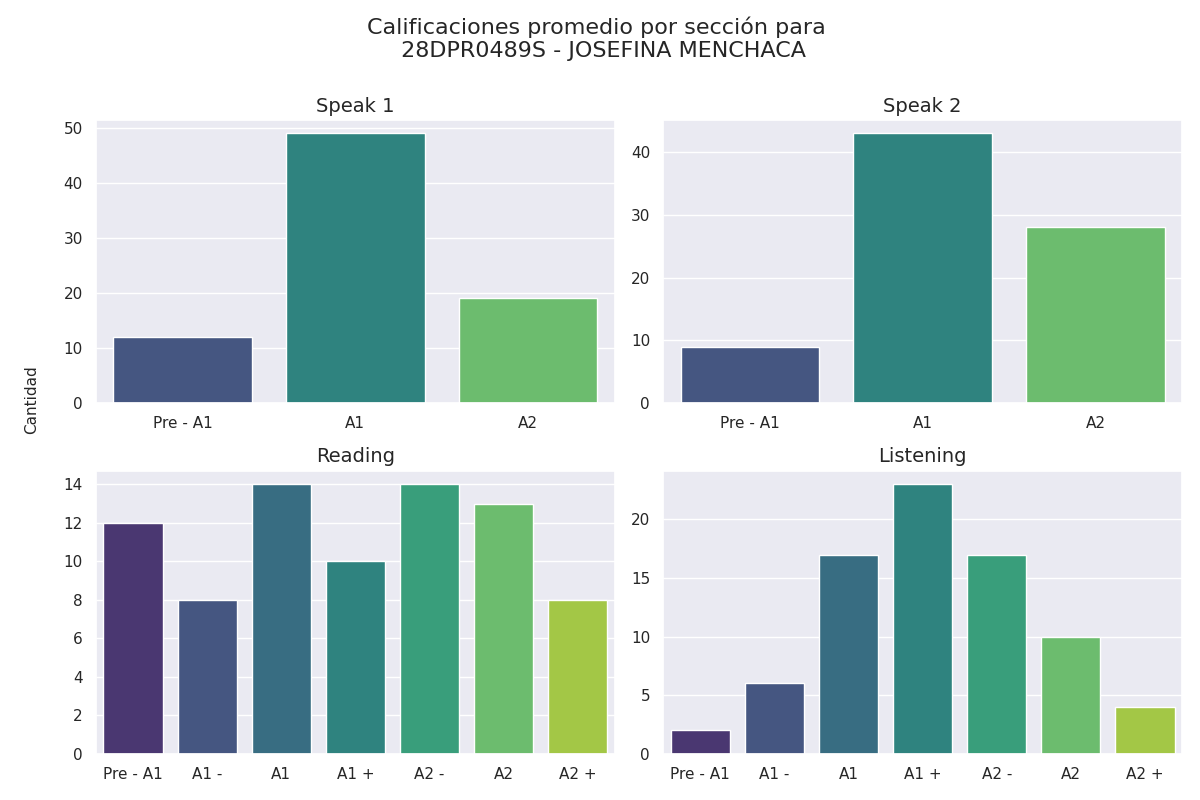 Calificaciones promedio por sección para
28DPR0489S - JOSEFINA MENCHACA
Speak 1
50
40
30
20
10
0
Pre - A1 A1 A2
Speak 2
40
30
20
10
0
Pre - A1 A1 A2
Cantidad
Reading
14
12
10
8
6
4
2
0
Pre - A1 A1 - A1 A1 + A2 - A2 A2 +
Listening
20
15
10
5
0
Pre - A1 A1 - A1 A1 + A2 - A2 A2 +